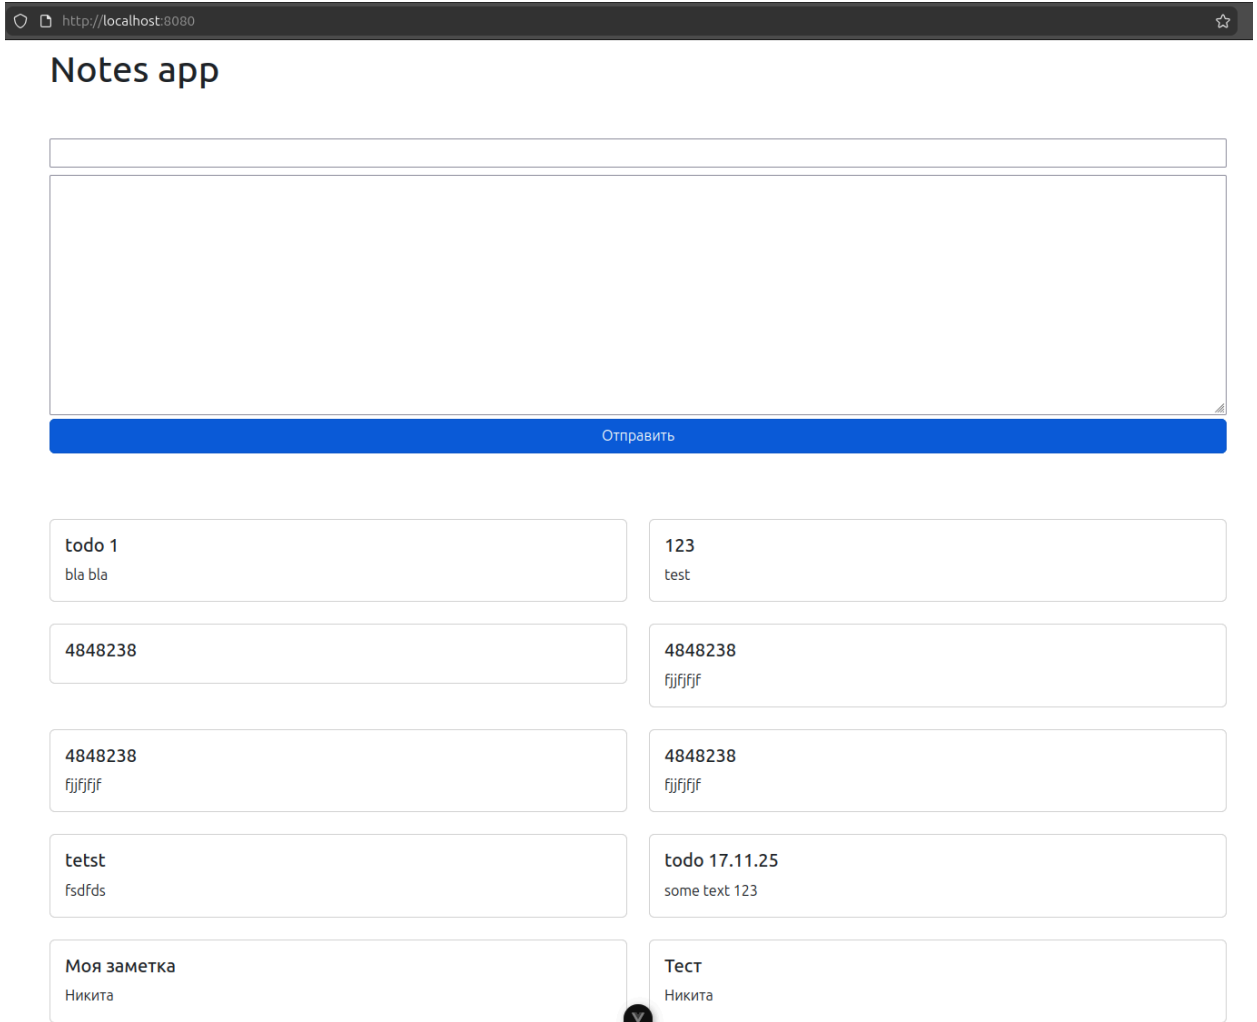 http://localhost:8080
Notes app
Отправить
todo 1
bla bla
123
test
4848238
4848238
fjjfjfjf
4848238
fjjfjfjf
4848238
fjjfjfjf
tetst
fsdfds
todo 17.11.25
some text 123
Моя заметка
Никита
Тест
Никита